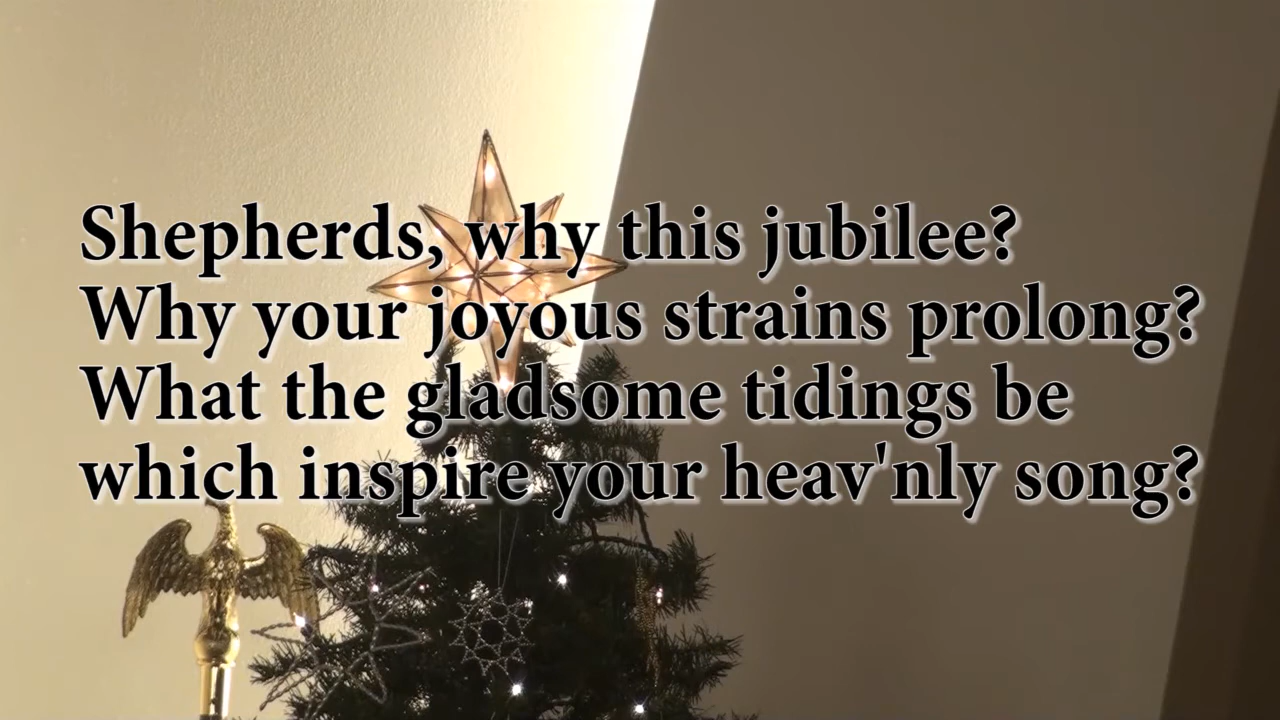 Shepherds, why this jubilee?
Why your joyous strains prolong?
What the gladsome tidings be
which inspire your heav'nly song?